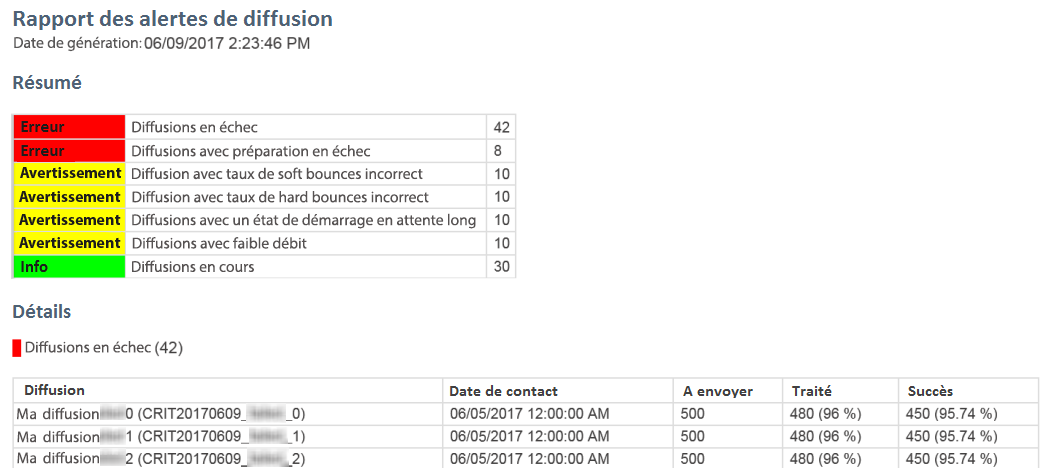 Rapport des alertes de diffusion
Date de génération: 06/09/2017 2:23:46 PM
Résumé
Erreur Diffusions en échec 42
Erreur Diffusions avec préparation en échec 8
Avertissement Diffusion avec taux de soft bounces incorrect 10
Avertissement Diffusion avec taux de hard bounces incorrect 10
Avertissement Diffusions avec un état de démarrage en attente long 10
Avertissement Diffusions avec faible débit 10
Info Diffusions en cours 30
Détails
Diffusions en échec (42)
Diffusion Date de contact A envoyer Traité Succès
Ma diffusion 0 (CRIT20170609_ _0) 06/05/2017 12:00:00 AM 500 480 (96 %) 450 (95.74 %)
Ma diffusion 1 (CRIT20170609_ _1) 06/05/2017 12:00:00 AM 500 480 (96 %) 450 (95.74 %)
Ma diffusion 2 (CRIT20170609_ _2) 06/05/2017 12:00:00 AM 500 480 (96 %) 450 (95.74 %)